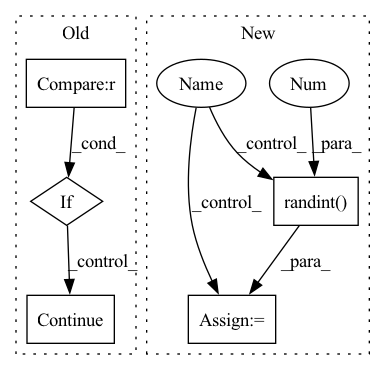 Old
New
Compare:r
Name
Num
_cond_
_control_
_para_
If
_control_
randint()
_control_
_para_
Continue
Assign:=